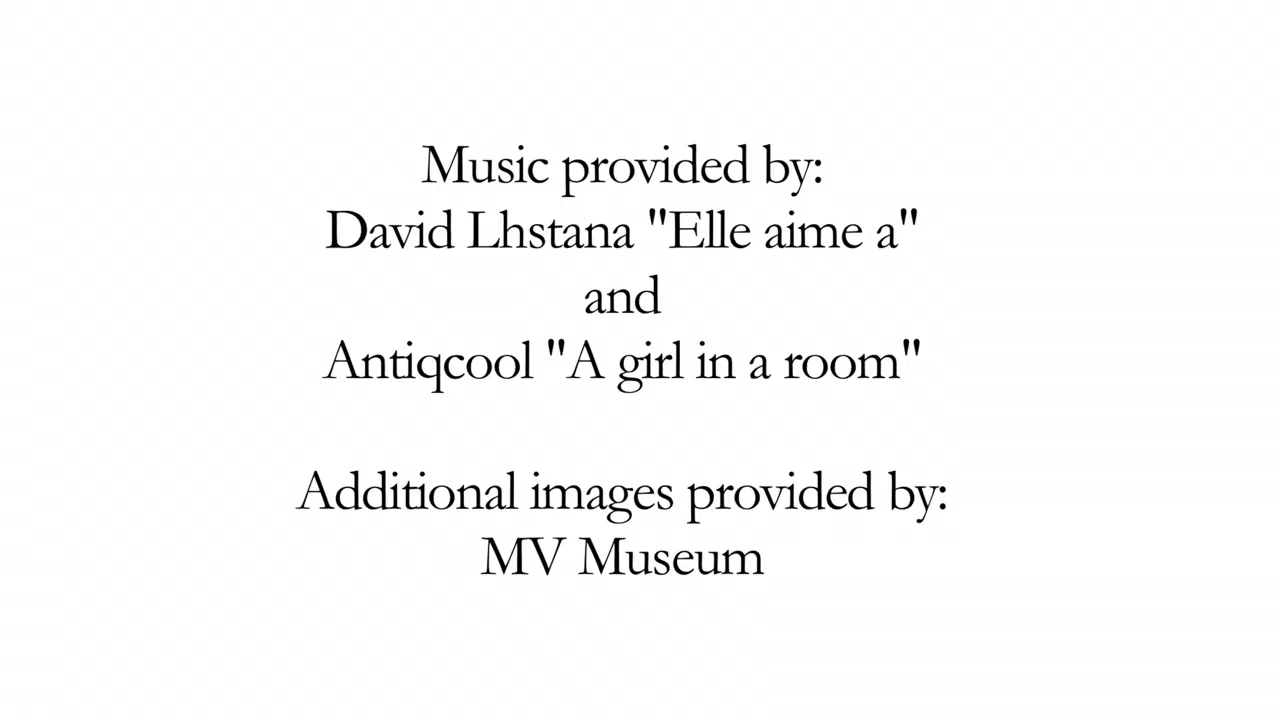 Music provided by:
David Lhstana "Elle aime a"
and
Antiqcool "A girl in a room"
Additional images provided by:
MV Museum